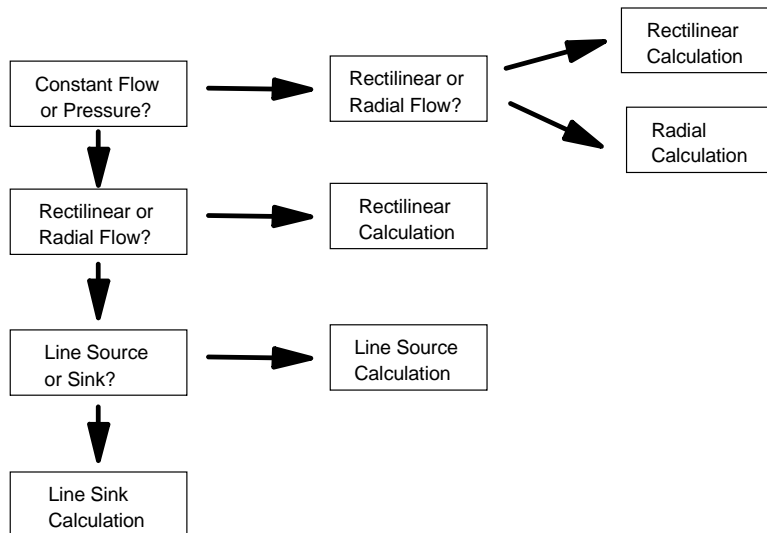 Rectilinear
Calculation
Constant Flow
or Pressure?
Rectilinear or
Radial Flow?
Radial
Calculation
Rectilinear or
Radial Flow?
Rectilinear
Calculation
Line Source
or Sink?
Line Source
Calculation
Line Sink
Calculation